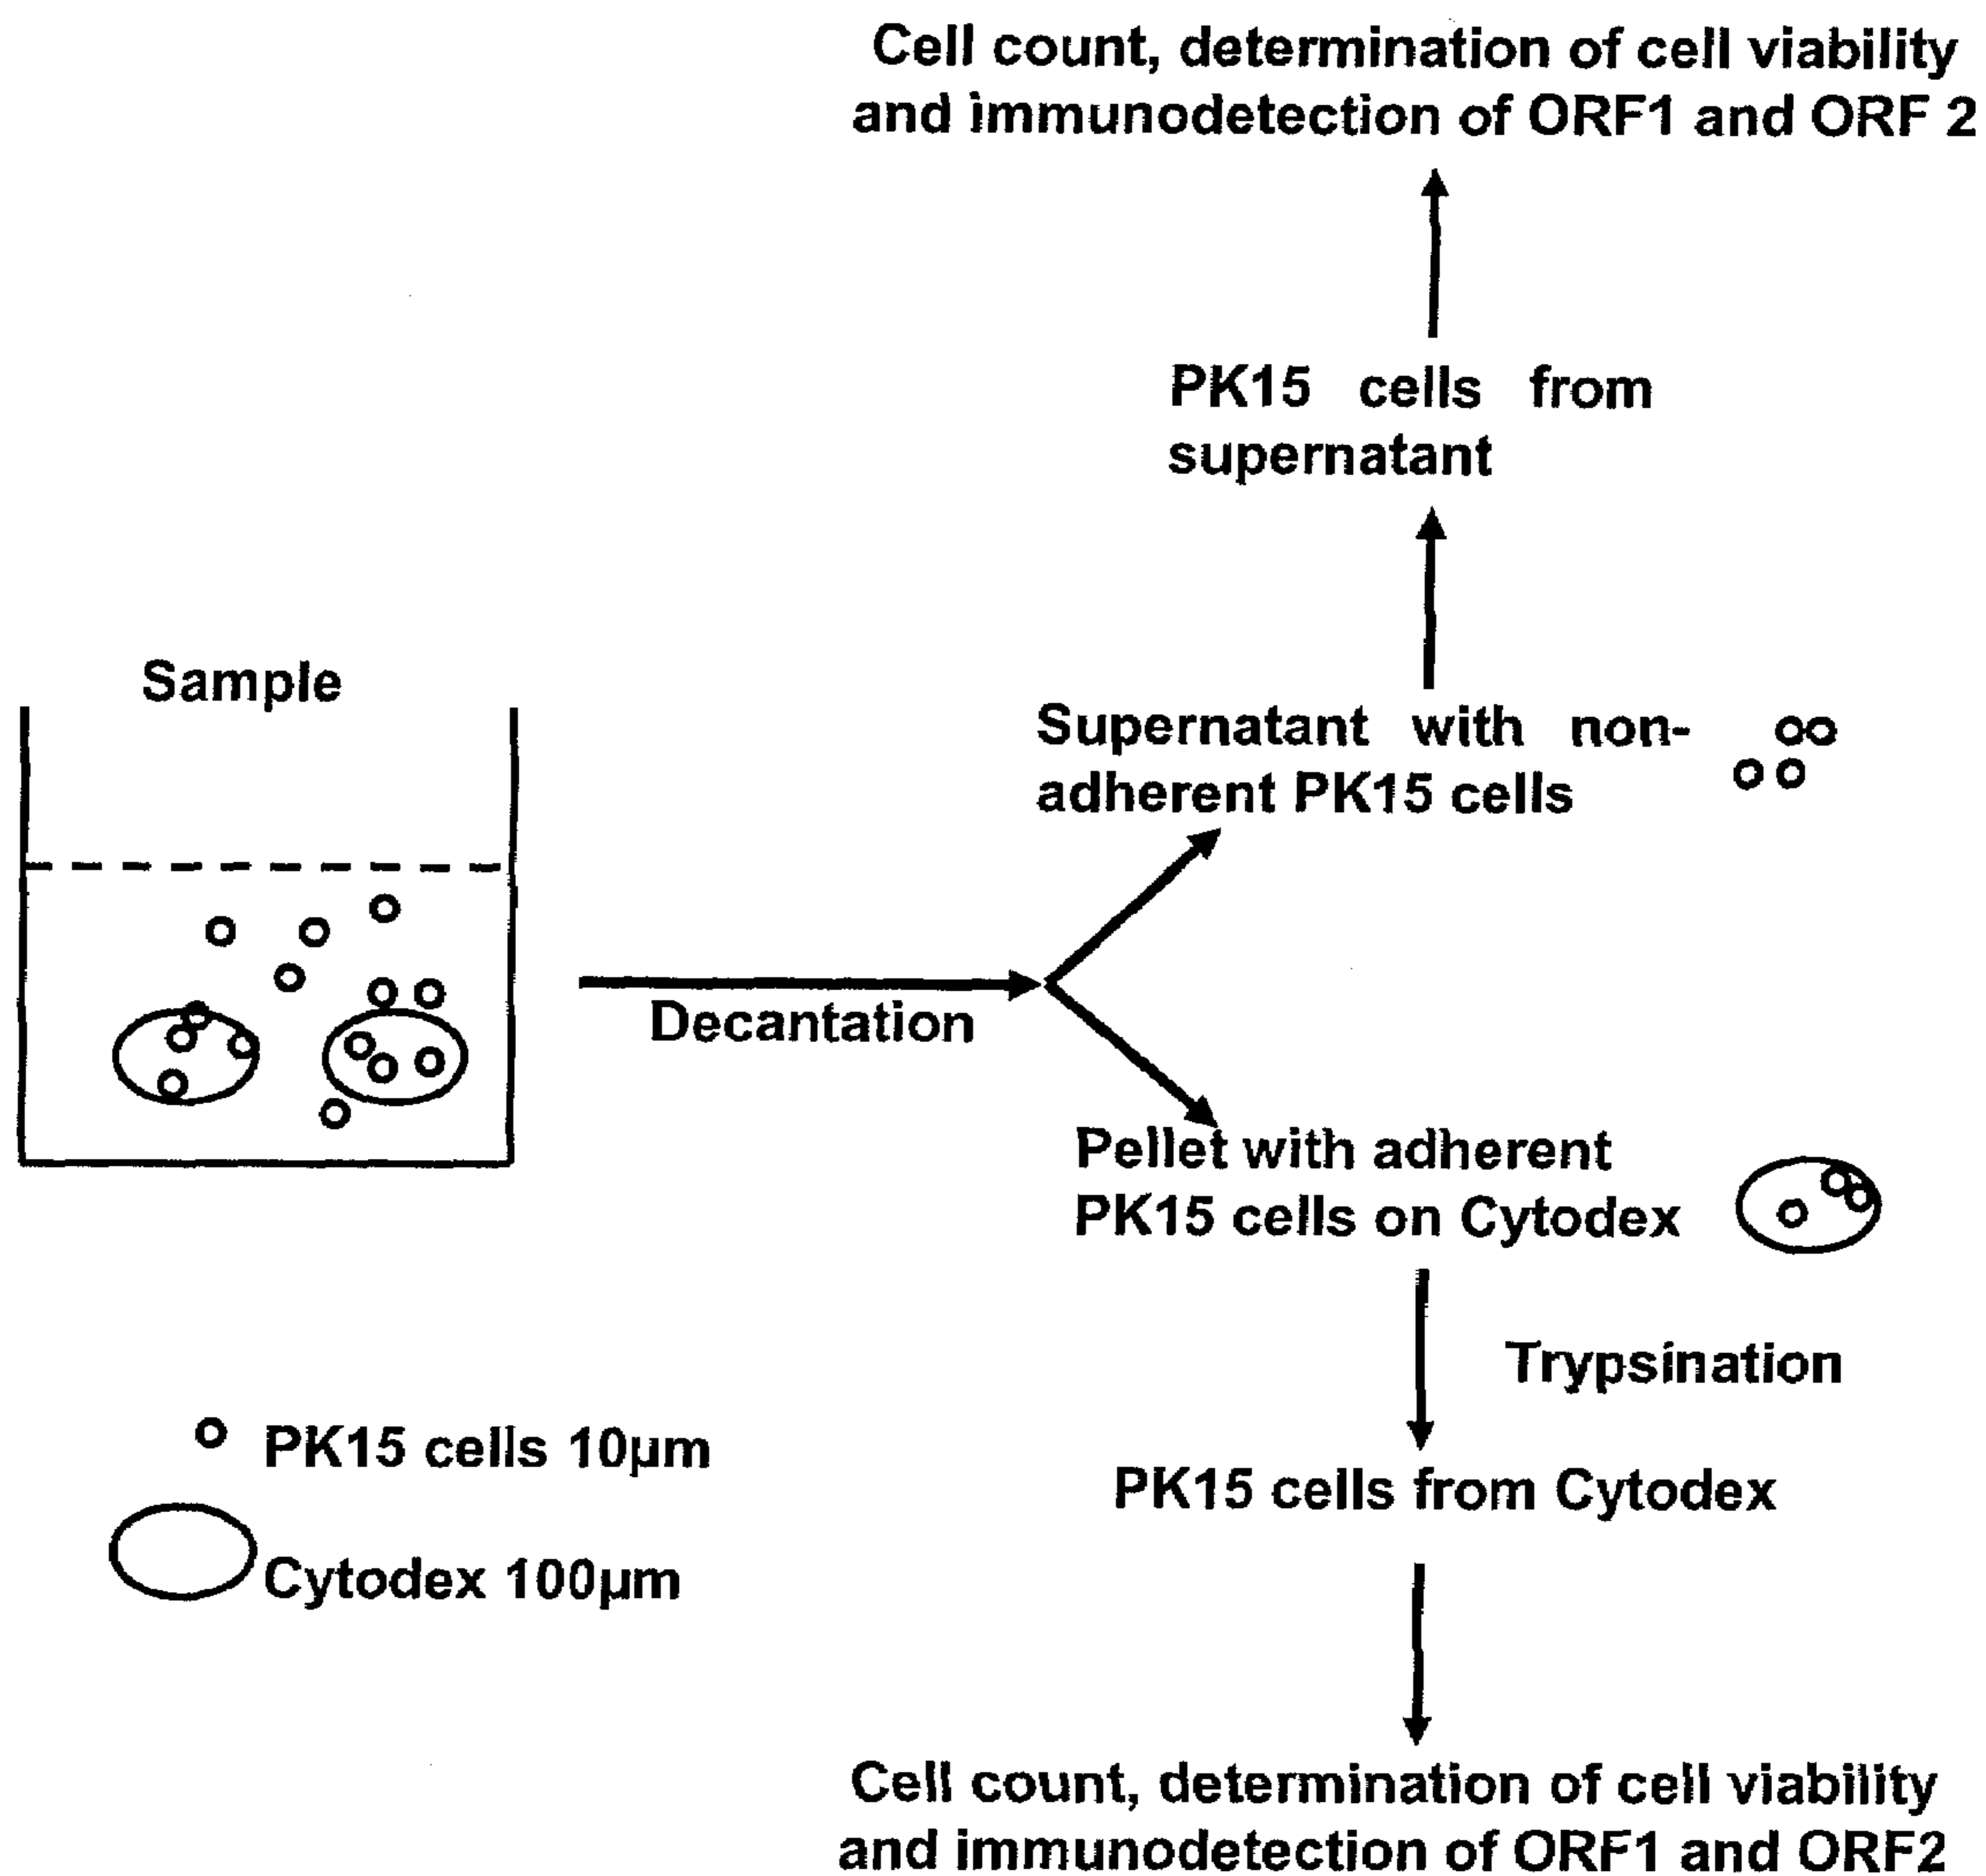 Cell count, determination of cell viability
and immunodetection of ORF1 and ORF 2
PK15 cells from
supernatant
Sample
Supernatant with non-
adherent PK15 cells
Decantation
Pellet with adherent
PK15 cells on Cytodex
Trypsination
PK15 cells 10µm
PK15 cells from Cytodex
Cytodex 100µm
Cell count, determination of cell viability
and immunodetection of ORF1 and ORF2